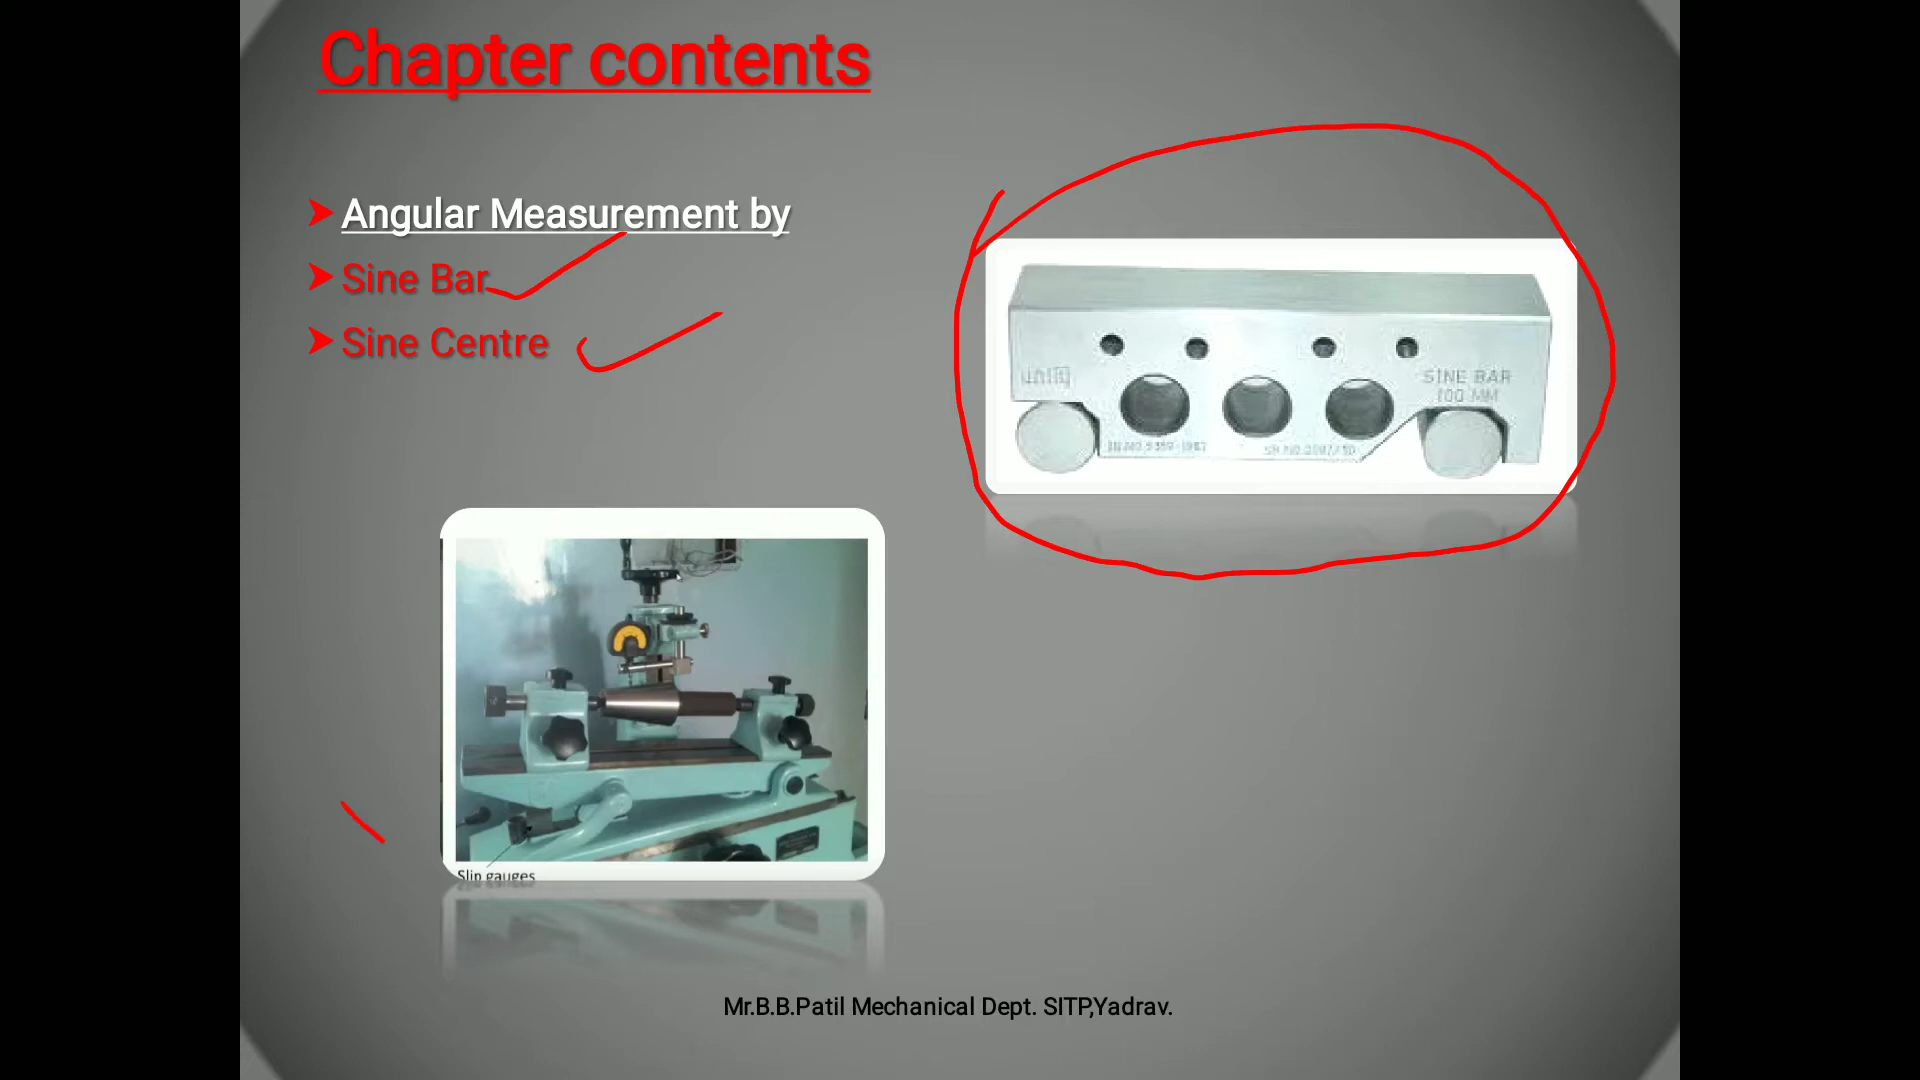 Chapter contents
Angular Measurement by
Sine Bar
Sine Centre
uniq
SINE BAR
100 MM
Slip gauges
Mr.B.B.Patil Mechanical Dept. SITP,Yadrav.